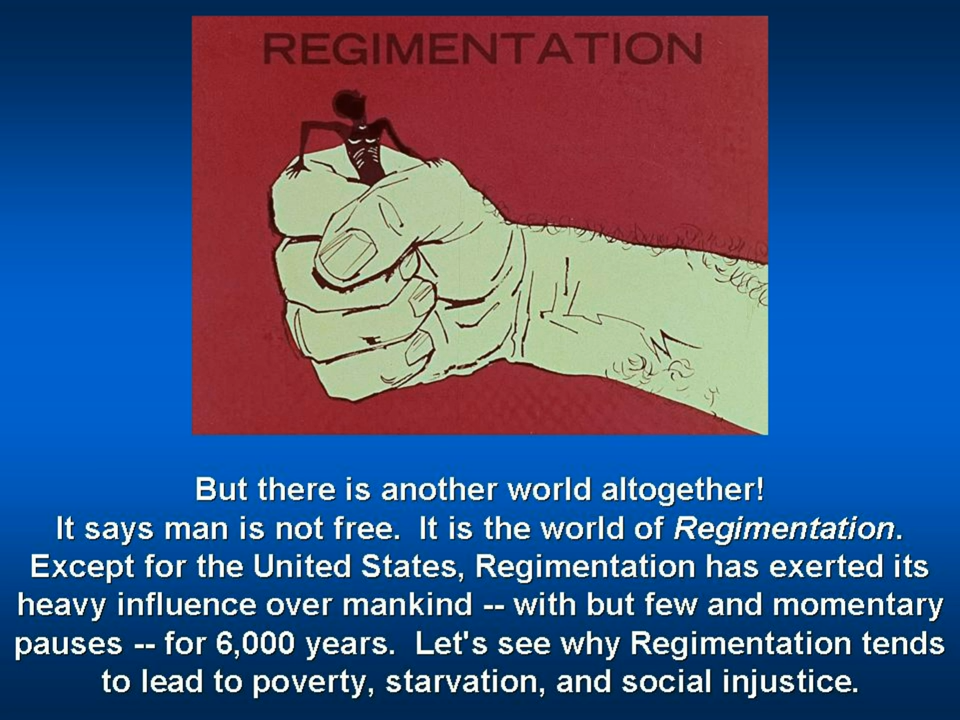 REGIMENTATION
But there is another world altogether!
It says man is not free.  It is the world of Regimentation.
Except for the United States, Regimentation has exerted its
heavy influence over mankind -- with but few and momentary
pauses -- for 6,000 years.  Let's see why Regimentation tends
to lead to poverty, starvation, and social injustice.